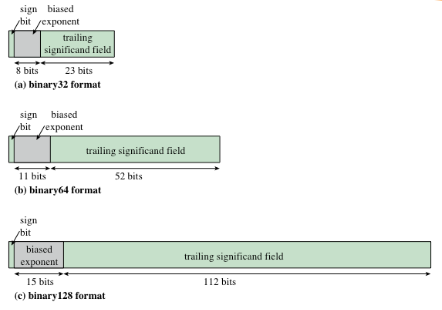 sign biased
bit exponent
trailing
significand field
8 bits 23 bits
(a) binary32 format
sign biased
bit exponent
trailing significand field
11 bits 52 bits
(b) binary64 format
sign
bit
biased
exponent
trailing significand field
15 bits 112 bits
(c) binary128 format